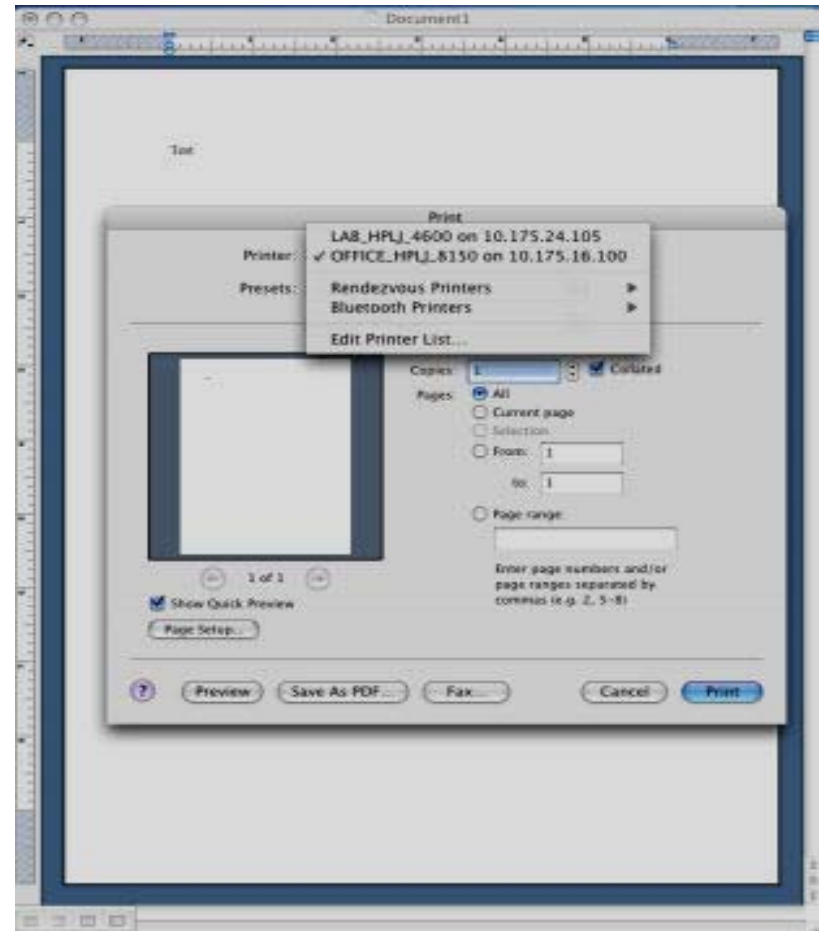 Document1
Test
Print
LAB_HPLJ_4600 on 10.175.24.105
Printer: ✓ OFFICE_HPLJ_8150 on 10.175.16.100
Presets: Rendezvous Printers
Bluetooth Printers
Edit Printer List...
Copies: 1 Collated
Pages: All
Current page
Selection
From: 1
to: 1
Page range:
Enter page numbers and/or
page ranges separated by
commas (e.g. 2, 5-8)
1 of 1
Show Quick Preview
Page Setup...
? Preview Save As PDF... Fax... Cancel Print